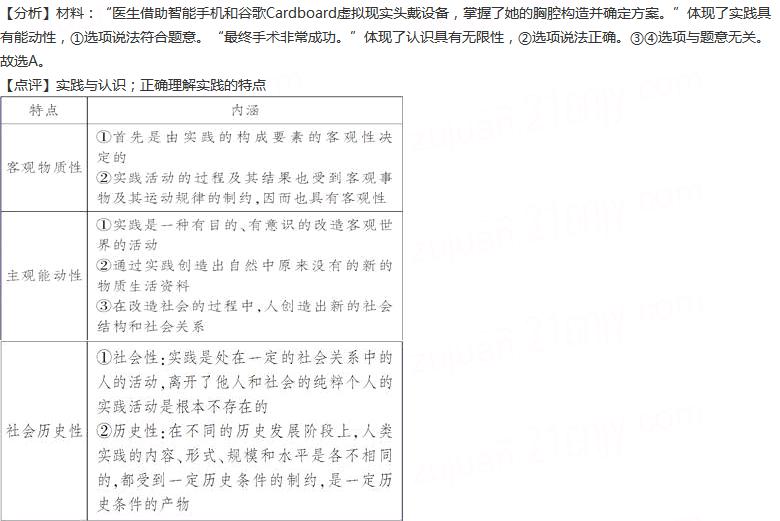 【分析】材料：“医生借助智能手机和谷歌Cardboard虚拟现实头戴设备，掌握了她的胸腔构造并确定方案。”体现了实践具
有能动性，①选项说法符合题意。“最终手术非常成功。”体现了认识具有无限性，②选项说法正确。③④选项与题意无关。
故选A。
【点评】实践与认识；正确理解实践的特点
特点 内涵
客观物质性
①首先是由实践的构成要素的客观性决
定的
②实践活动的过程及其结果也受到客观事
物及其运动规律的制约,因而也具有客观性
主观能动性
①实践是一种有目的、有意识的改造客观世
界的活动
②通过实践创造出自然中原来没有的新的
物质生活资料
③在改造社会的过程中,人创造出新的社会
结构和社会关系
社会历史性
①社会性:实践是处在一定的社会关系中的
人的活动,离开了他人和社会的纯粹个人的
实践活动是根本不存在的
②历史性:在不同的历史发展阶段上,人类
实践的内容、形式、规模和水平是各不相同
的,都受到一定历史条件的制约,是一定历
史条件的产物